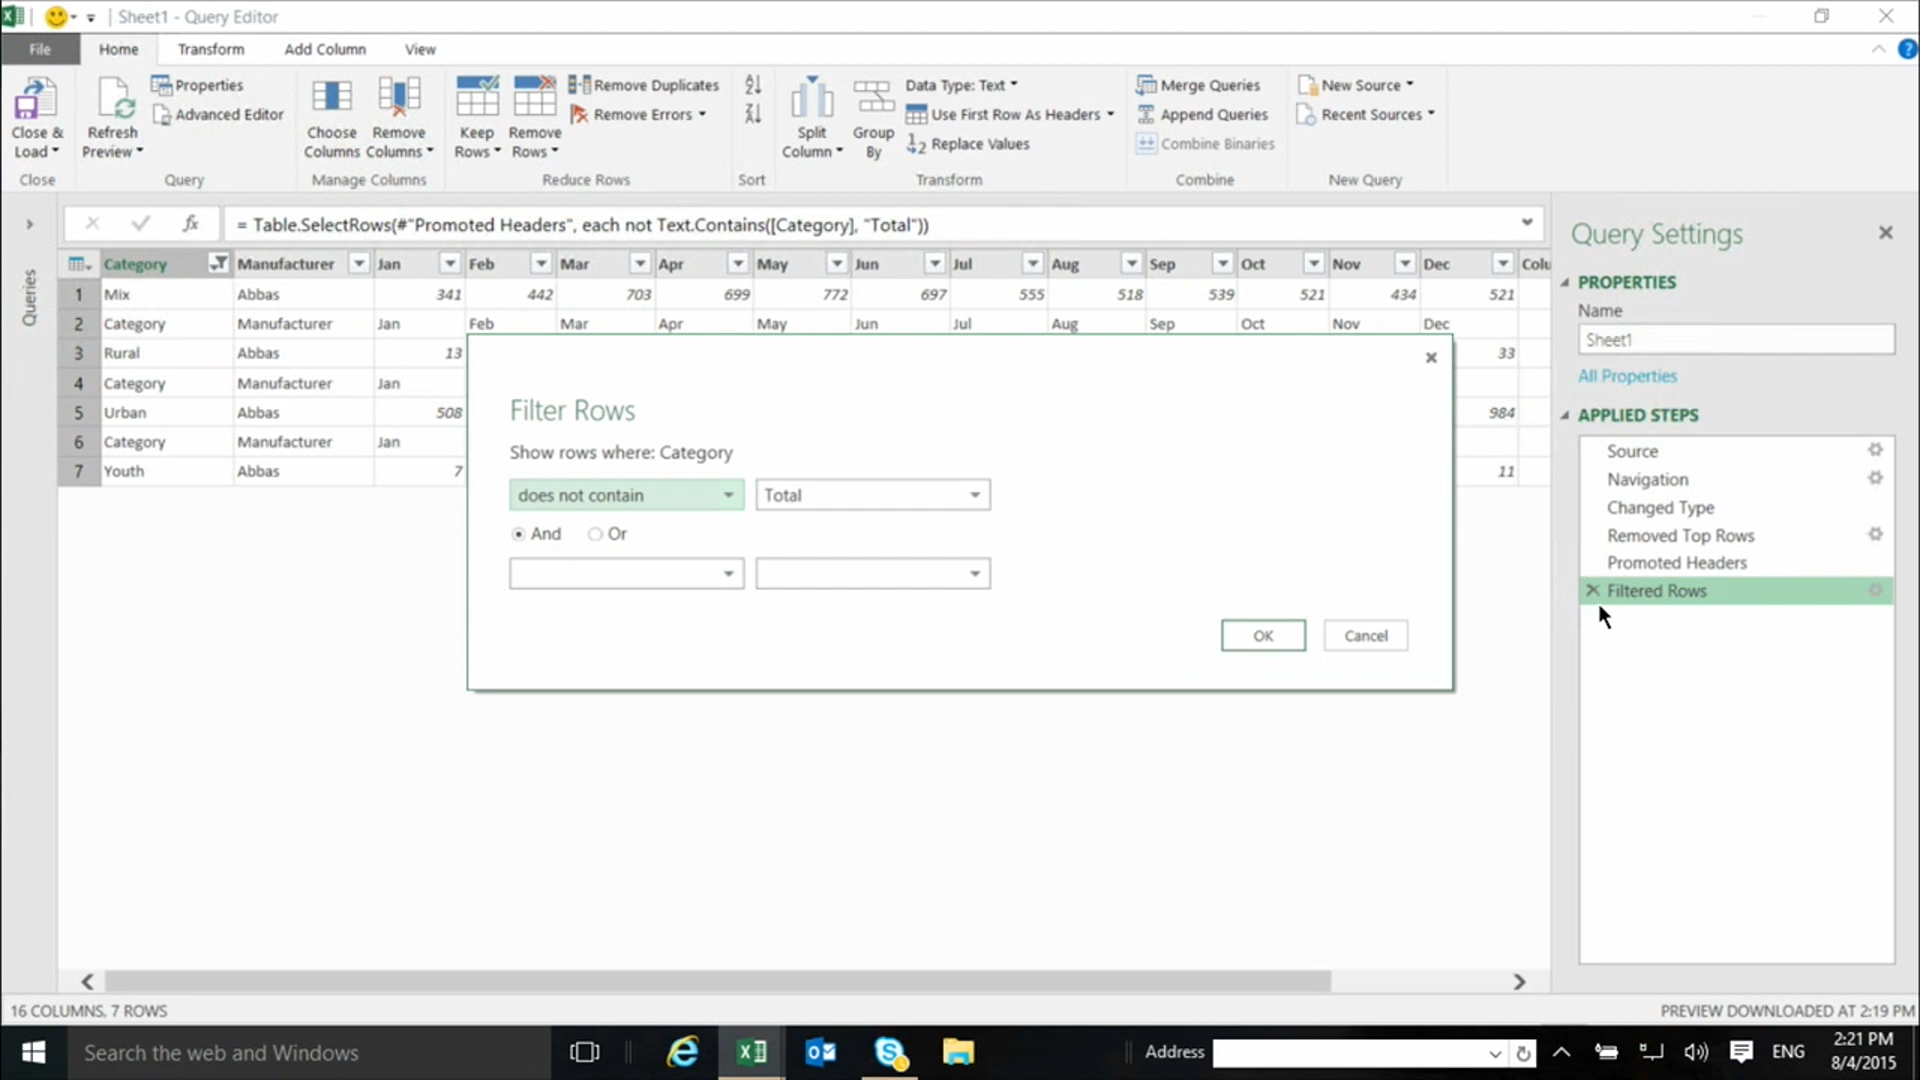 Sheet1 - Query Editor
File Home Transform Add Column View
Close & Load
Refresh Preview
Properties
Advanced Editor
Choose Columns
Remove Columns
Keep Rows
Remove Rows
Remove Duplicates
Remove Errors
Split Column
Group By
Data Type: Text
Use First Row As Headers
Replace Values
Merge Queries
Append Queries
Combine Binaries
New Source
Recent Sources
Close Query Manage Columns Reduce Rows Sort Transform Combine New Query
= Table.SelectRows(#"Promoted Headers", each not Text.Contains([Category], "Total"))
Queries
Category Manufacturer Jan Feb Mar Apr May Jun Jul Aug Sep Oct Nov Dec Colu
1 Mix Abbas 341 442 703 699 772 697 555 518 539 521 434 521
2 Category Manufacturer Jan Feb Mar Apr May Jun Jul Aug Sep Oct Nov Dec
3 Rural Abbas 13 33
4 Category Manufacturer Jan
5 Urban Abbas 508 984
6 Category Manufacturer Jan
7 Youth Abbas 7 11
Filter Rows
Show rows where: Category
does not contain Total
And Or
OK Cancel
Query Settings
PROPERTIES
Name
Sheet1
All Properties
APPLIED STEPS
Source
Navigation
Changed Type
Removed Top Rows
Promoted Headers
Filtered Rows
16 COLUMNS, 7 ROWS
PREVIEW DOWNLOADED AT 2:19 PM
Search the web and Windows
Address
ENG
2:21 PM
8/4/2015